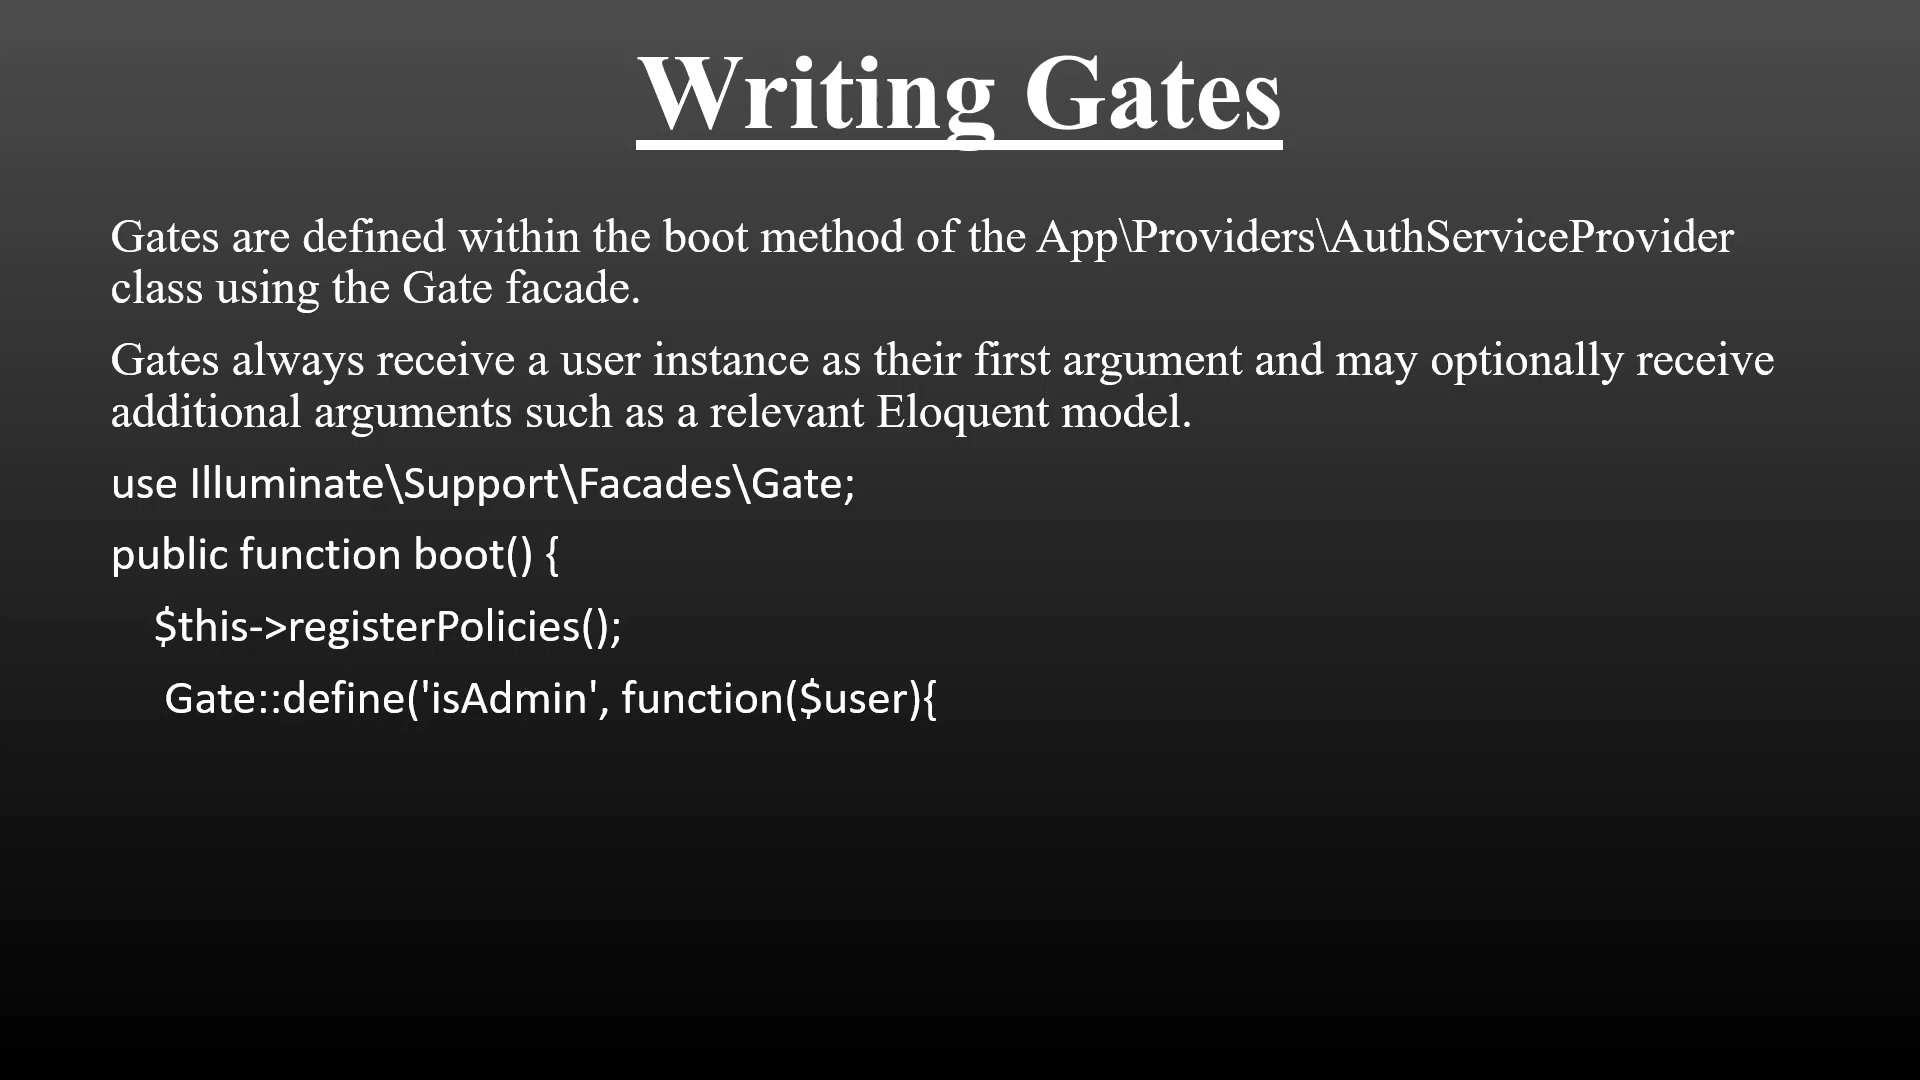 Writing Gates
Gates are defined within the boot method of the App\Providers\AuthServiceProvider
class using the Gate facade.
Gates always receive a user instance as their first argument and may optionally receive
additional arguments such as a relevant Eloquent model.
use Illuminate\Support\Facades\Gate;
public function boot() {
$this->registerPolicies();
Gate::define('isAdmin', function($user){